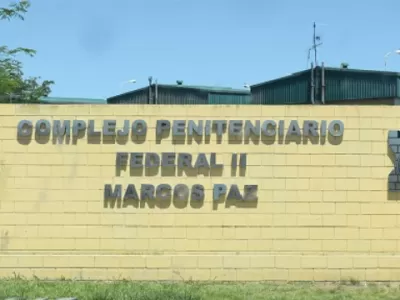 COMPLEJO PENITENCIARIO
FEDERAL II
MARCOS PAZ